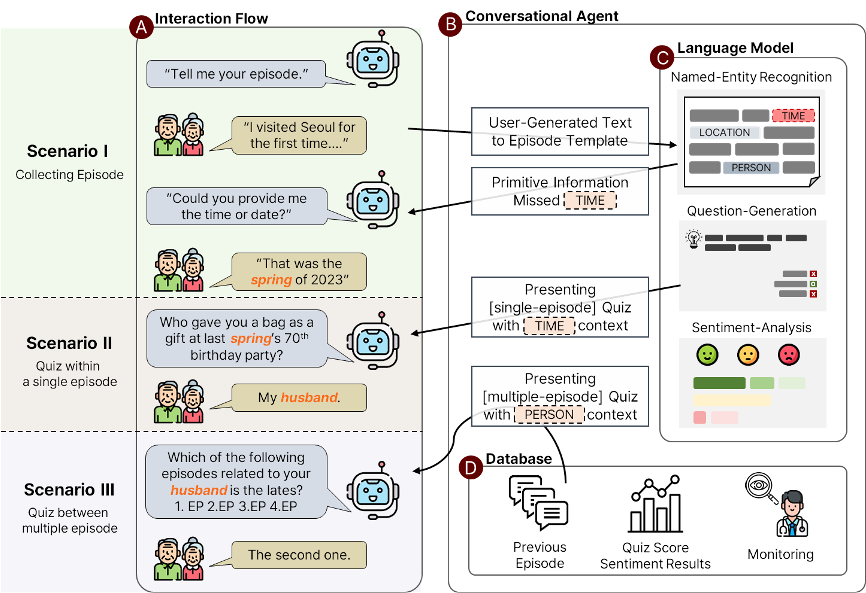 A
Interaction Flow
"Tell me your episode."
"I visited Seoul for
the first time...."
Scenario I
Collecting Episode
"Could you provide me
the time or date?"
"That was the
spring of 2023"
Scenario II
Quiz within
a single episode
Who gave you a bag as a
gift at last spring's 70th
birthday party?
My husband.
Scenario III
Quiz between
multiple episode
Which of the following
episodes related to your
husband is the lates?
1. EP 2.EP 3.EP 4.EP
The second one.
B
Conversational Agent
User-Generated Text
to Episode Template
Primitive Information
Missed TIME
Presenting
[single-episode] Quiz
with TIME context
Presenting
[multiple-episode] Quiz
with PERSON context
C
Language Model
Named-Entity Recognition
TIME
LOCATION
PERSON
Question-Generation
Sentiment-Analysis
D
Database
Previous
Episode
Quiz Score
Sentiment Results
Monitoring